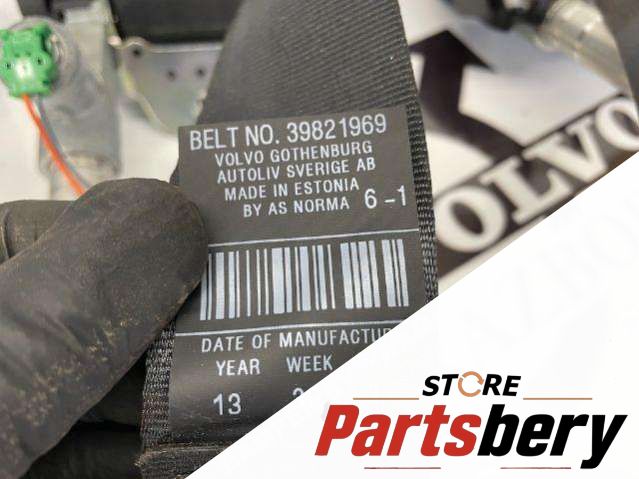 BELT NO. 39821969
VOLVO GOTHENBURG
AUTOLIV SVERIGE AB
MADE IN ESTONIA
BY AS NORMA 6-1
DATE OF MANUFACTU
YEAR WEEK
13
VOLVO
STORE
Partsbery